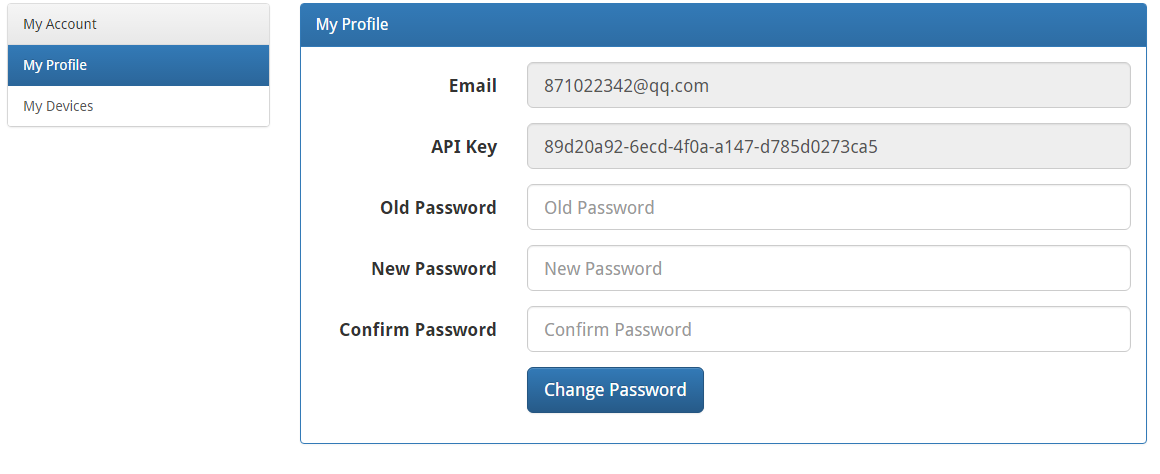 My Account
My Profile
My Devices
My Profile
Email 871022342@qq.com
API Key 89d20a92-6ecd-4f0a-a147-d785d0273ca5
Old Password Old Password
New Password New Password
Confirm Password Confirm Password
Change Password